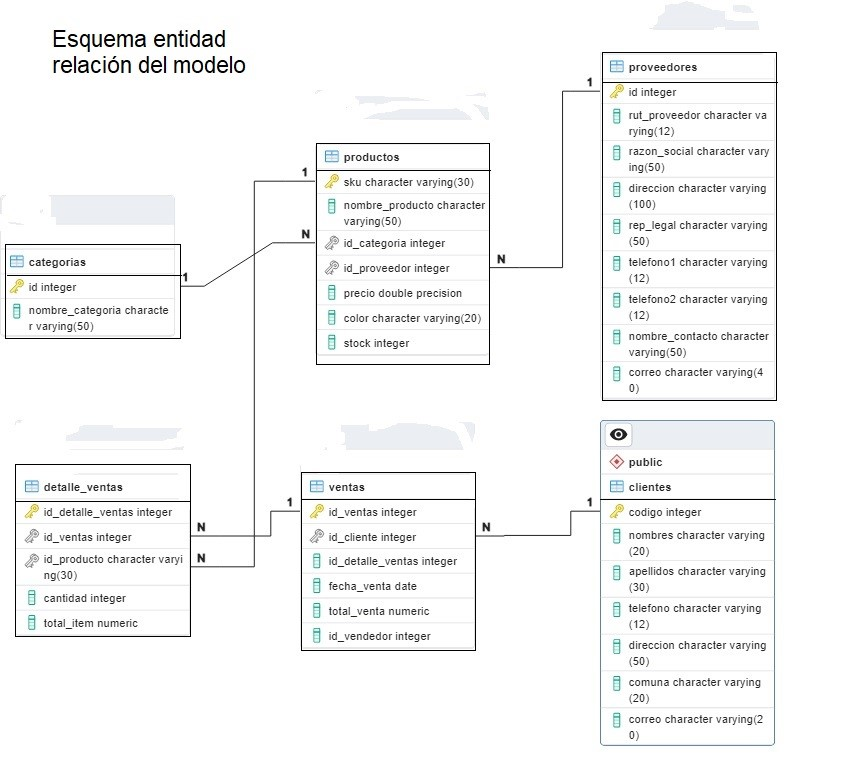 Esquema entidad
relación del modelo
proveedores
1
id integer
rut_proveedor character va
rying(12)
razon_social character vary
ing(50)
direccion character varying
(100)
rep_legal character varying
(50)
telefono1 character varying
(12)
telefono2 character varying
(12)
nombre_contacto character
varying(50)
correo character varying(4
0)
productos
1
sku character varying(30)
nombre_producto character
varying(50)
N
id_categoria integer
id_proveedor integer
N
precio double precision
color character varying(20)
stock integer
categorias
1
id integer
nombre_categoria characte
r varying(50)
detalle_ventas
id_detalle_ventas integer
N
id_ventas integer
N
id_producto character varyi
ng(30)
cantidad integer
total_item numeric
ventas
1
id_ventas integer
N
id_cliente integer
id_detalle_ventas integer
fecha_venta date
total_venta numeric
id_vendedor integer
public
clientes
1
codigo integer
nombres character varying
(20)
apellidos character varying
(30)
telefono character varying
(12)
direccion character varying
(50)
comuna character varying
(20)
correo character varying(2
0)